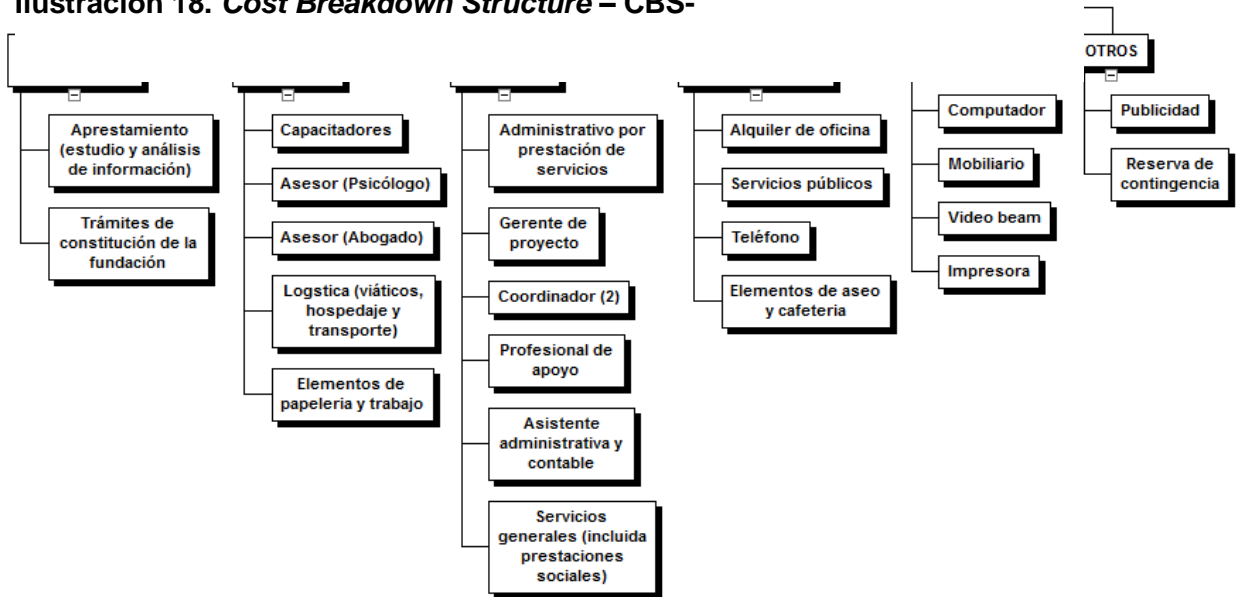 Ilustración 18. Cost Breakdown Structure – CBS-
Aprestamiento
(estudio y análisis
de información)
Trámites de
constitución de la
fundación
Capacitadores
Asesor (Psicólogo)
Asesor (Abogado)
Logstica (viáticos,
hospedaje y
transporte)
Elementos de
papeleria y trabajo
Administrativo por
prestación de
servicios
Gerente de
proyecto
Coordinador (2)
Profesional de
apoyo
Asistente
administrativa y
contable
Servicios
generales (incluida
prestaciones
sociales)
Alquiler de oficina
Servicios públicos
Teléfono
Elementos de aseo
y cafeteria
Computador
Mobiliario
Video beam
Impresora
OTROS
Publicidad
Reserva de
contingencia